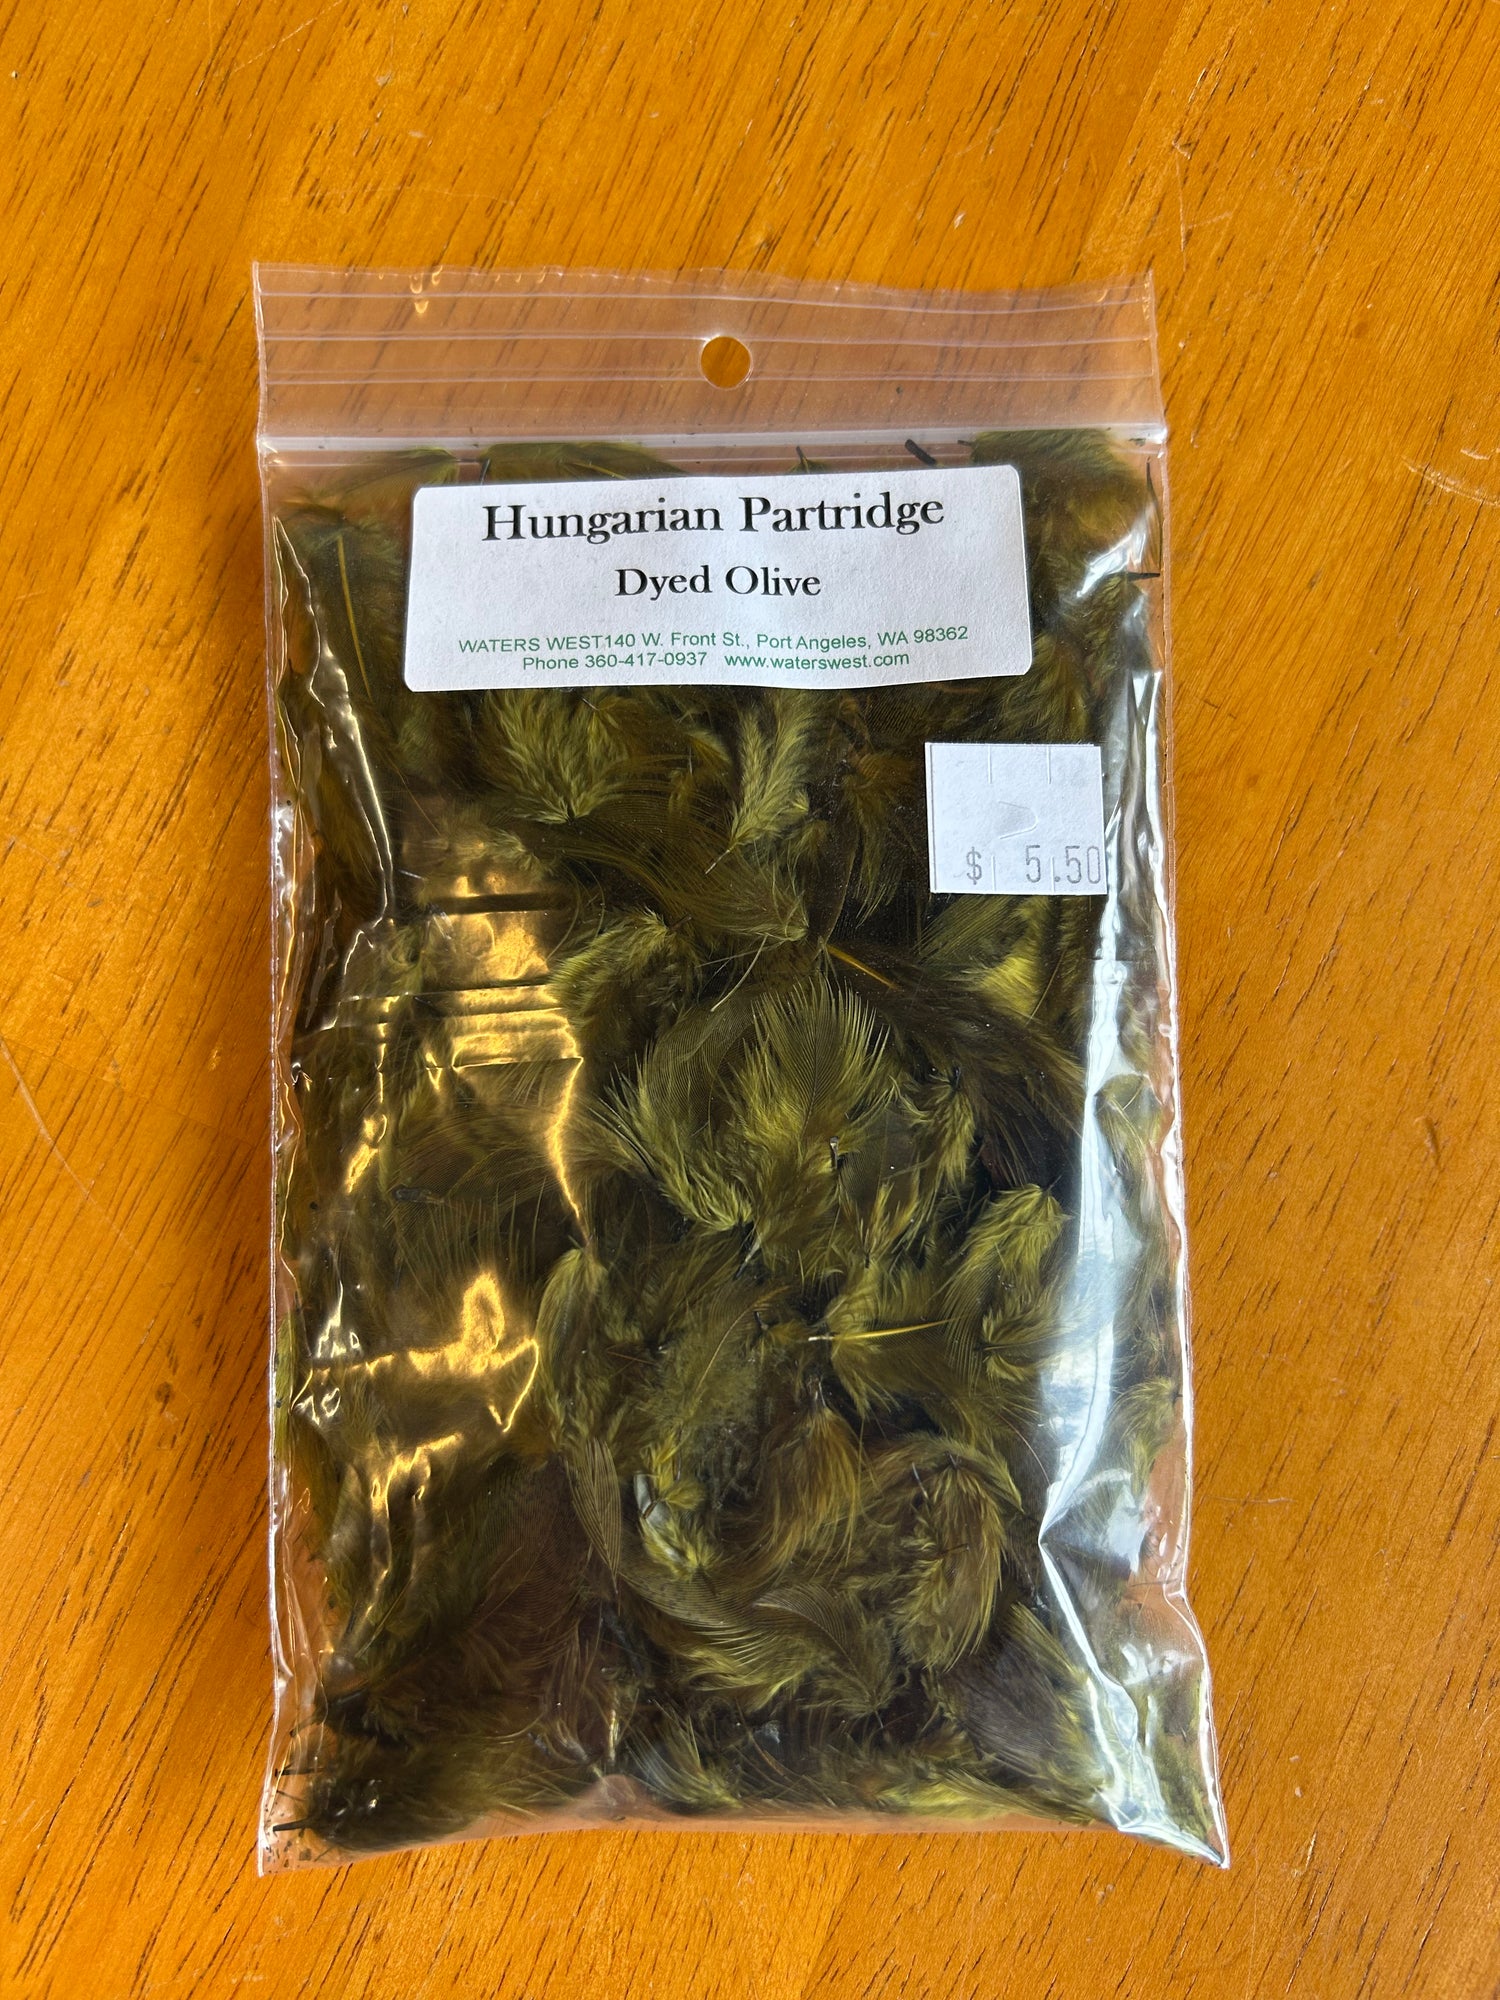 Hungarian Partridge
Dyed Olive
WATERS WEST140 W. Front St., Port Angeles, WA 98362
Phone 360-417-0937 www.waterswest.com
$ 5.50